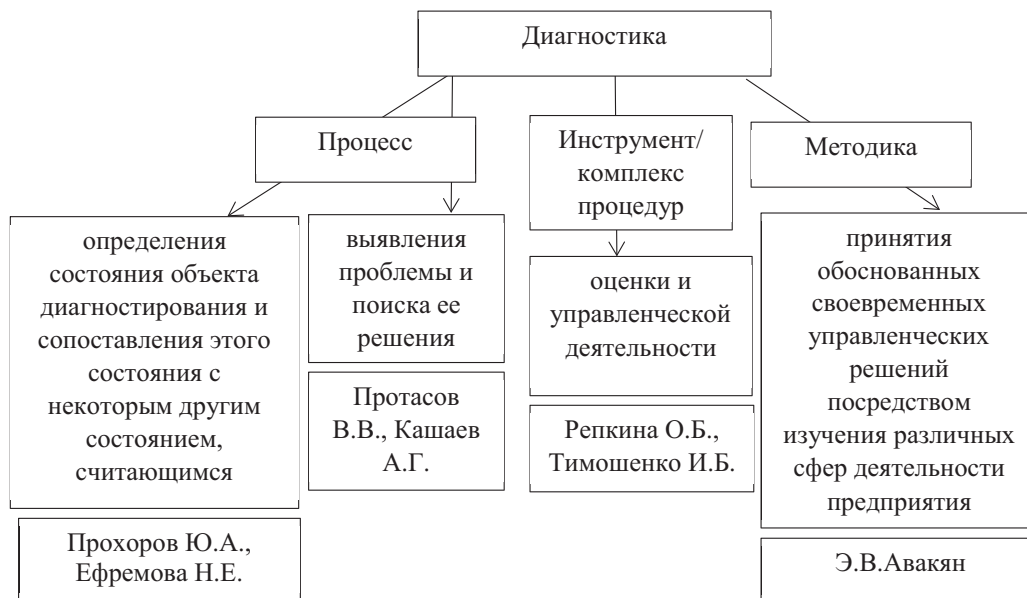 Диагностика
Процесс
Инструмент/
комплекс
процедур
Методика
определения
состояния объекта
диагностирования и
сопоставления этого
состояния с
некоторым другим
состоянием,
считающимся
Прохоров Ю.А.,
Ефремова Н.Е.
выявления
проблемы и
поиска ее
решения
Протасов
В.В., Кашаев
А.Г.
оценки и
управленческой
деятельности
Репкина О.Б.,
Тимошенко И.Б.
принятия
обоснованных
своевременных
управленческих
решений
посредством
изучения различных
сфер деятельности
предприятия
Э.В.Авакян